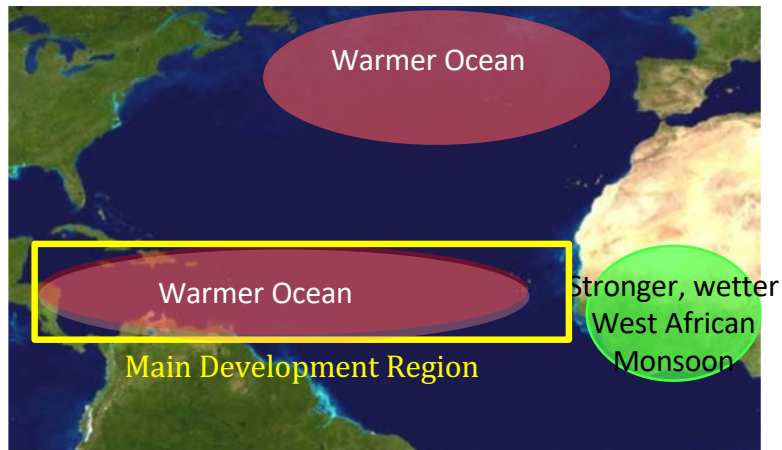 Warmer Ocean
Warmer Ocean
Stronger, wetter
West African
Monsoon
Main Development Region